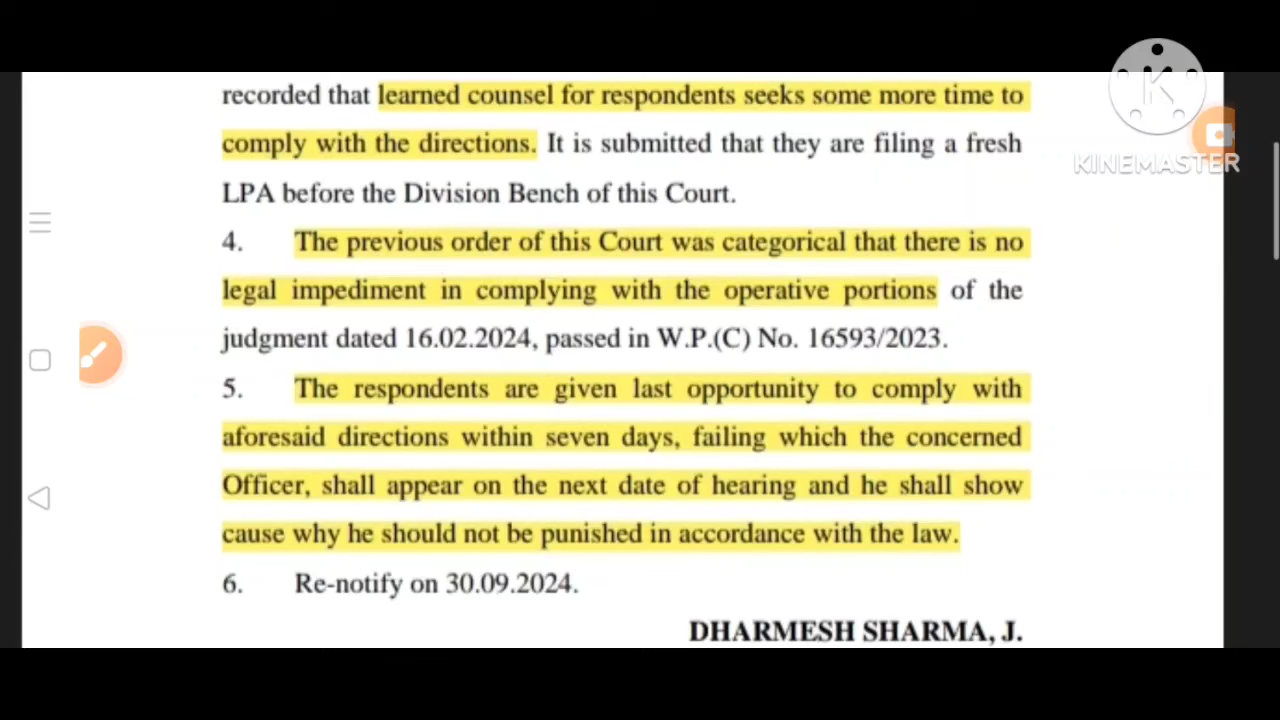 KINEMASTER
recorded that learned counsel for respondents seeks some more time to
comply with the directions. It is submitted that they are filing a fresh
LPA before the Division Bench of this Court.
4. The previous order of this Court was categorical that there is no
legal impediment in complying with the operative portions of the
judgment dated 16.02.2024, passed in W.P.(C) No. 16593/2023.
5. The respondents are given last opportunity to comply with
aforesaid directions within seven days, failing which the concerned
Officer, shall appear on the next date of hearing and he shall show
cause why he should not be punished in accordance with the law.
6. Re-notify on 30.09.2024.
DHARMESH SHARMA, J.